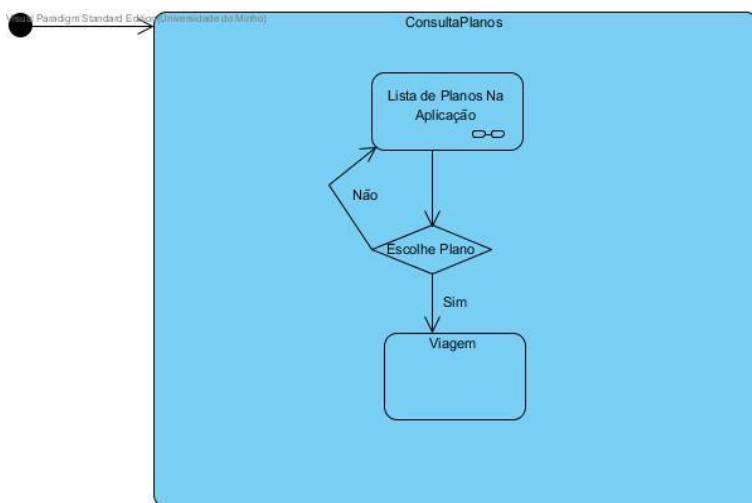 Visual Paradigm Standard Edition(Universidade do Minho)
ConsultaPlanos
Lista de Planos Na
Aplicação
Não
Escolhe Plano
Sim
Viagem